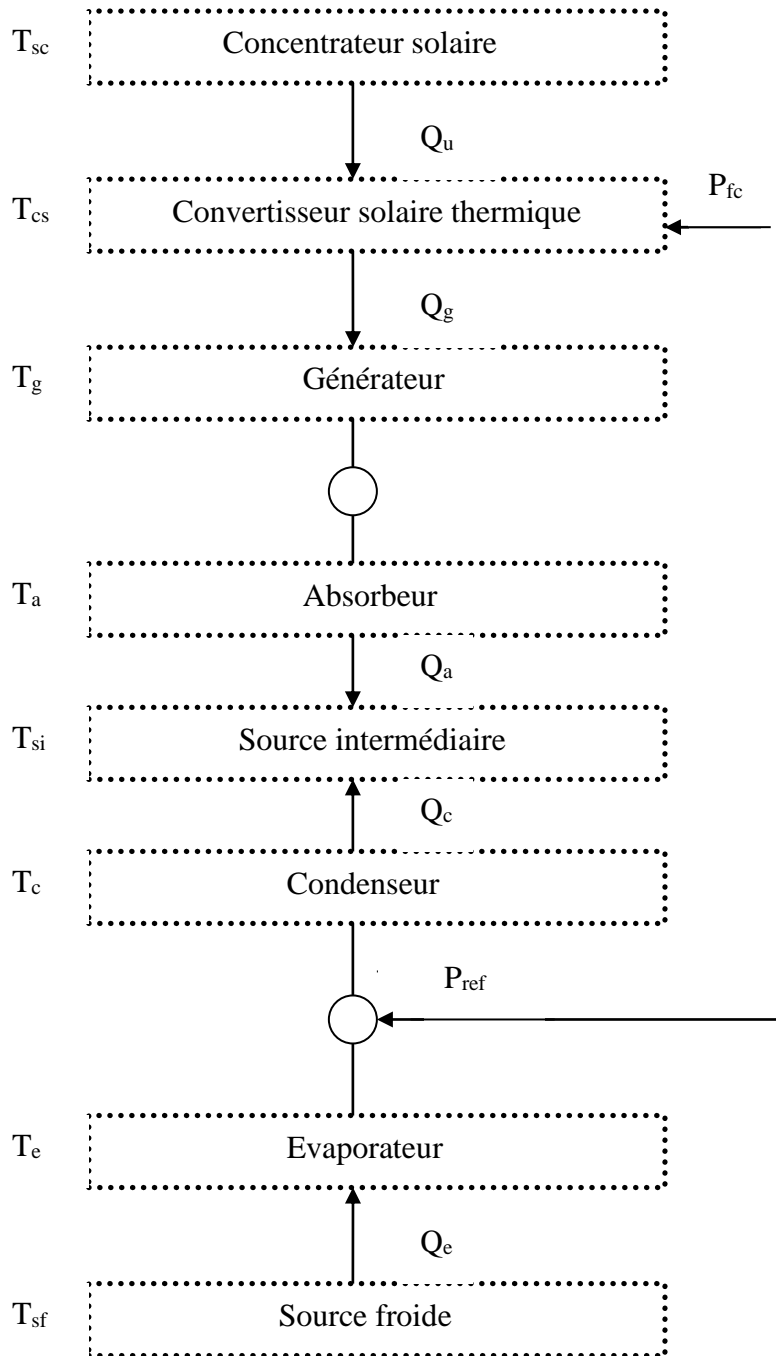 T_sc Concentrateur solaire
Q_u
T_cs Convertisseur solaire thermique P_fc
Q_g
T_g Générateur
T_a Absorbeur
Q_a
T_si Source intermédiaire
Q_c
T_c Condenseur
P_ref
T_e Evaporateur
Q_e
T_sf Source froide